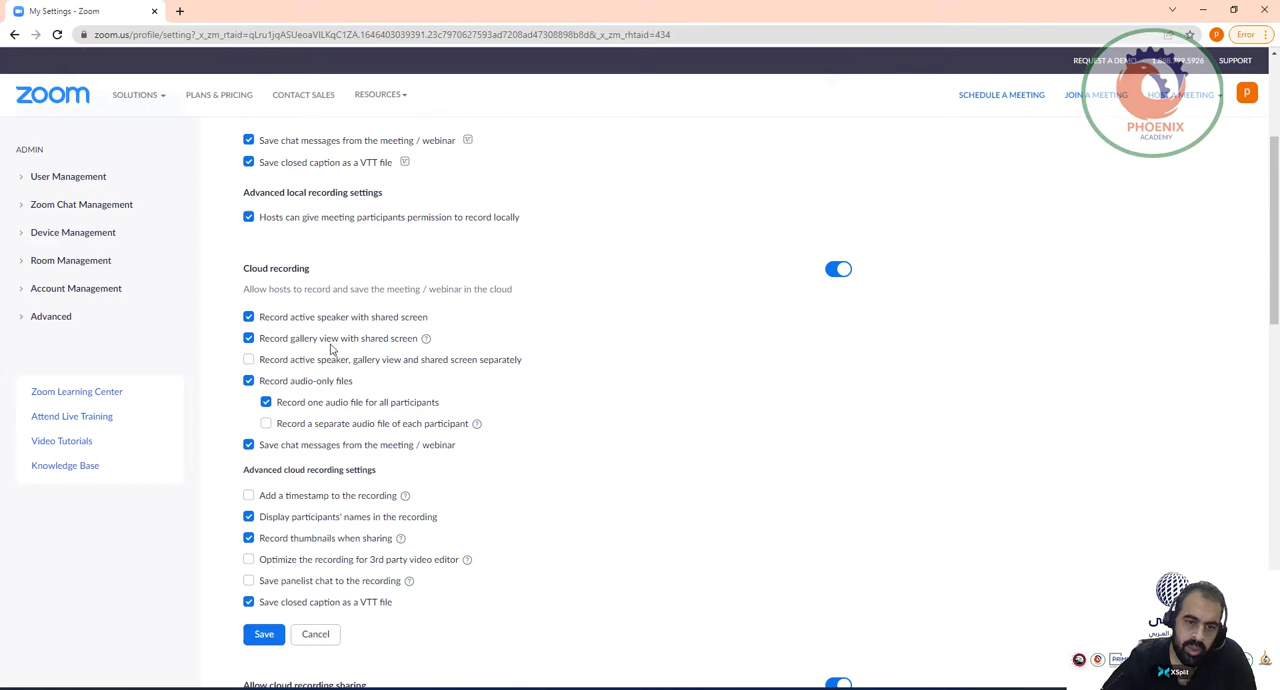 My Settings - Zoom
zoom.us/profile/setting?_x_zm_rtaid=qLru1jqASUeoaVILKqC1ZA.1646403039391.23c7970627593ad7208ad47308898b8d&_x_zm_rhtaid=434
P
Error
REQUEST A DEMO 1.888.799.5926 SUPPORT
zoom SOLUTIONS PLANS & PRICING CONTACT SALES RESOURCES SCHEDULE A MEETING JOIN A MEETING HOST A MEETING P
PHOENIX
ACADEMY
ADMIN
User Management
Zoom Chat Management
Device Management
Room Management
Account Management
Advanced
Zoom Learning Center
Attend Live Training
Video Tutorials
Knowledge Base
Save chat messages from the meeting / webinar
Save closed caption as a VTT file
Advanced local recording settings
Hosts can give meeting participants permission to record locally
Cloud recording
Allow hosts to record and save the meeting / webinar in the cloud
Record active speaker with shared screen
Record gallery view with shared screen
Record active speaker, gallery view and shared screen separately
Record audio-only files
Record one audio file for all participants
Record a separate audio file of each participant
Save chat messages from the meeting / webinar
Advanced cloud recording settings
Add a timestamp to the recording
Display participants' names in the recording
Record thumbnails when sharing
Optimize the recording for 3rd party video editor
Save panelist chat to the recording
Save closed caption as a VTT file
Save Cancel
Allow cloud recording sharing
XSplit